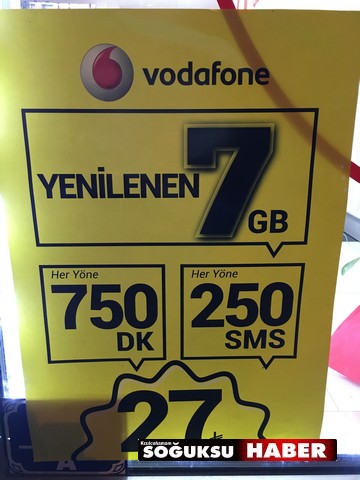 vodafone
YENİLENEN 7 GB
Her Yöne
750
DK
Her Yöne
250
SMS
27 ₺
Kızılcahamam
SOĞUKSU HABER